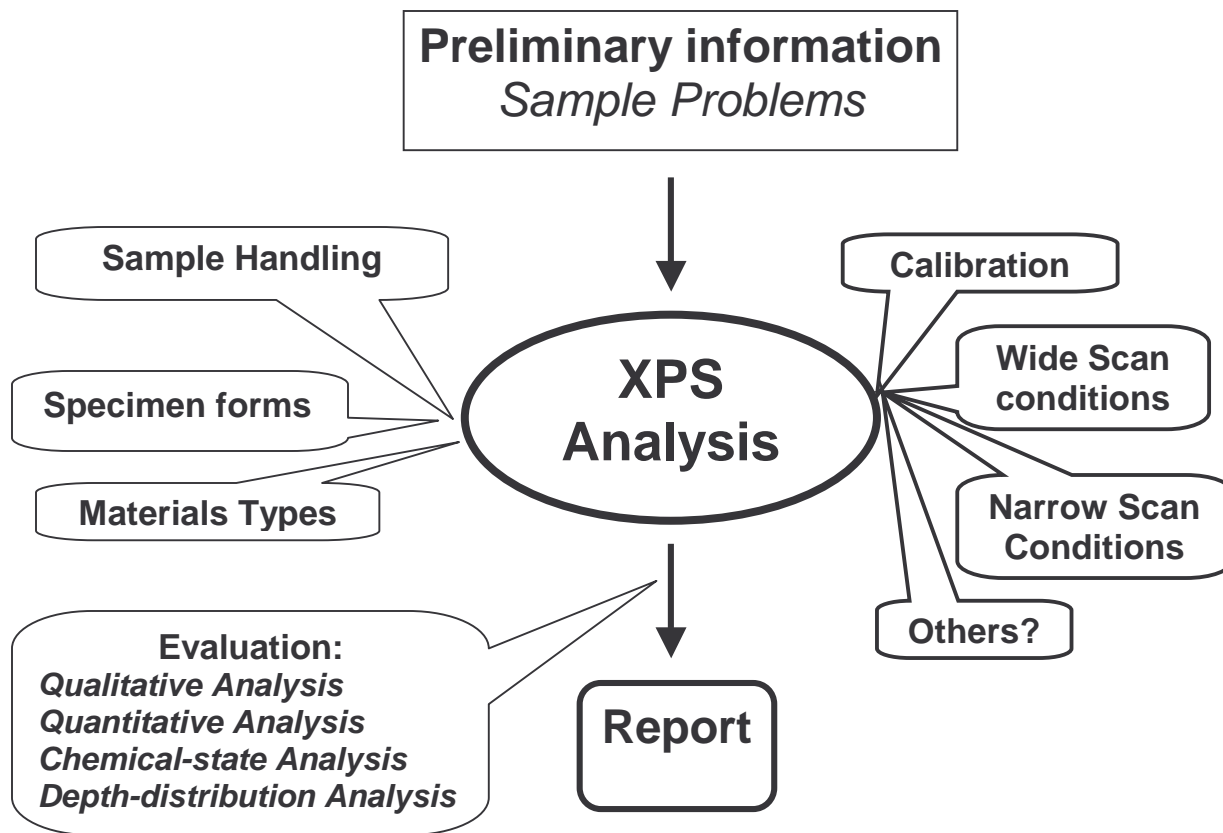 Preliminary information
Sample Problems
Sample Handling
Calibration
XPS
Analysis
Wide Scan
conditions
Specimen forms
Materials Types
Narrow Scan
Conditions
Others?
Evaluation:
Qualitative Analysis
Quantitative Analysis
Chemical-state Analysis
Depth-distribution Analysis
Report